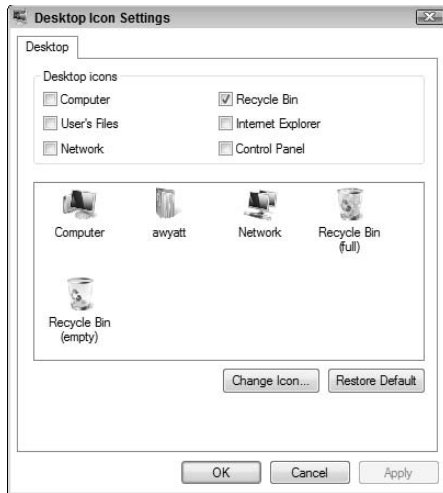 Desktop Icon Settings
Desktop
Desktop icons
Computer
Recycle Bin
User's Files
Internet Explorer
Network
Control Panel
Computer
awyatt
Network
Recycle Bin
(full)
Recycle Bin
(empty)
Change Icon...
Restore Default
OK
Cancel
Apply